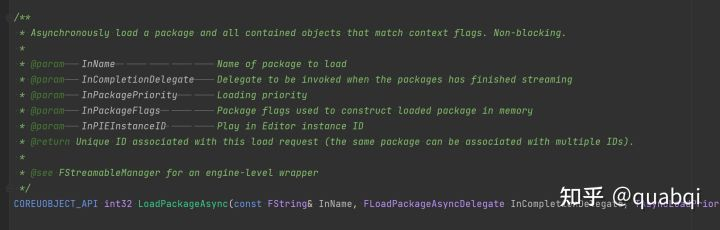 /**
* Asynchronously load a package and all contained objects that match context flags. Non-blocking.
*
* @param InName Name of package to load
* @param InCompletionDelegate Delegate to be invoked when the packages has finished streaming
* @param InPackagePriority Loading priority
* @param InPackageFlags Package flags used to construct loaded package in memory
* @param InPIEInstanceID Play in Editor instance ID
* @return Unique ID associated with this load request (the same package can be associated with multiple IDs).
*
* @see FStreamableManager for an engine-level wrapper
*/
COREUOBJECT_API int32 LoadPackageAsync(const FString& InName, FLoadPackageAsyncDelegate InCompletionDelegate,
知乎 @quabqi